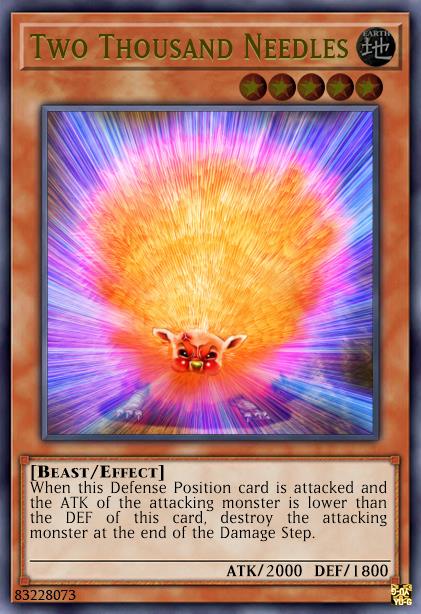 Two Thousand Needles
EARTH
地
[Beast/Effect]
When this Defense Position card is attacked and
the ATK of the attacking monster is lower than
the DEF of this card, destroy the attacking
monster at the end of the Damage Step.
ATK/2000 DEF/1800
83228073